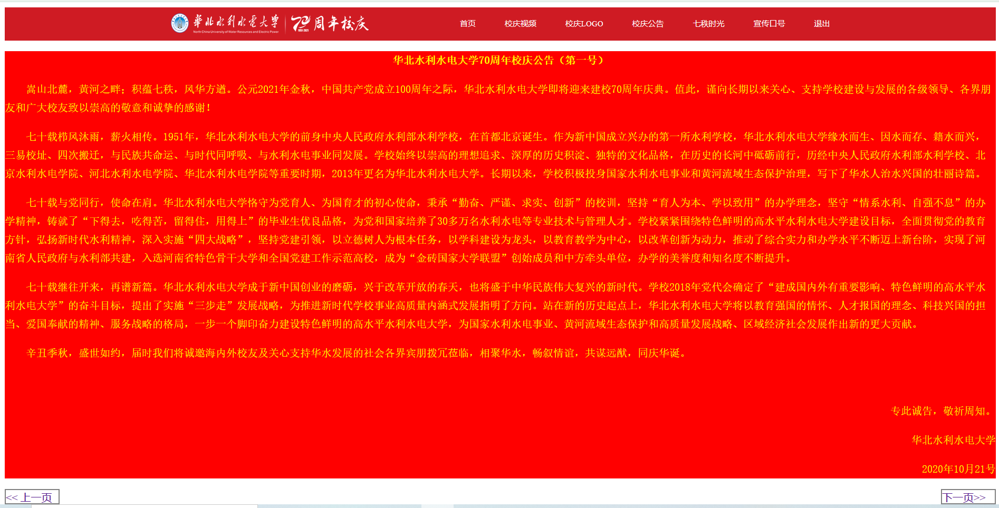 华北水利水电大学 70周年校庆
North China University of Water Resources and Electric Power 1951-2021
首页 校庆视频 校庆LOGO 校庆公告 七秩时光 宣传口号 退出
华北水利水电大学70周年校庆公告（第一号）
嵩山北麓，黄河之畔；积蕴七秩，风华方遒。公元2021年金秋，中国共产党成立100周年之际，华北水利水电大学即将迎来建校70周年庆典。值此，谨向长期以来关心、支持学校建设与发展的各级领导、各界朋
友和广大校友致以崇高的敬意和诚挚的感谢！
七十载栉风沐雨，薪火相传。1951年，华北水利水电大学的前身中央人民政府水利部水利学校，在首都北京诞生。作为新中国成立兴办的第一所水利学校，华北水利水电大学缘水而生、因水而存、籍水而兴，
三易校址、四次搬迁，与民族共命运、与时代同呼吸、与水利水电事业同发展。学校始终以崇高的理想追求、深厚的历史积淀、独特的文化品格，在历史的长河中砥砺前行，历经中央人民政府水利部水利学校、北
京水利水电学院、河北水利水电学院、华北水利水电学院等重要时期，2013年更名为华北水利水电大学。长期以来，学校积极投身国家水利水电事业和黄河流域生态保护治理，写下了华水人治水兴国的壮丽诗篇。
七十载与党同行，使命在肩。华北水利水电大学恪守为党育人、为国育才的初心使命，秉承“勤奋、严谨、求实、创新”的校训，坚持“育人为本、学以致用”的办学理念，坚守“情系水利、自强不息”的办
学精神，铸就了“下得去，吃得苦，留得住，用得上”的毕业生优良品格，为党和国家培养了30多万名水利水电等专业技术与管理人才。学校紧紧围绕特色鲜明的高水平水利水电大学建设目标，全面贯彻党的教育
方针，弘扬新时代水利精神，深入实施“四大战略”，坚持党建引领，以立德树人为根本任务，以学科建设为龙头，以教育教学为中心，以改革创新为动力，推动了综合实力和办学水平不断迈上新台阶，实现了河
南省人民政府与水利部共建，入选河南省特色骨干大学和全国党建工作示范高校，成为“金砖国家大学联盟”创始成员和中方牵头单位，办学的美誉度和知名度不断提升。
七十载继往开来，再谱新篇。华北水利水电大学成于新中国创业的磨砺，兴于改革开放的春天，也将盛于中华民族伟大复兴的新时代。学校2018年党代会确定了“建成国内外有重要影响、特色鲜明的高水平水
利水电大学”的奋斗目标，提出了实施“三步走”发展战略，为推进新时代学校事业高质量内涵式发展指明了方向。站在新的历史起点上，华北水利水电大学将以教育强国的情怀、人才报国的理念、科技兴国的担
当、爱国奉献的精神、服务战略的格局，一步一个脚印奋力建设特色鲜明的高水平水利水电大学，为国家水利水电事业、黄河流域生态保护和高质量发展战略、区域经济社会发展作出新的更大贡献。
辛丑季秋，盛世如约，届时我们将诚邀海内外校友及关心支持华水发展的社会各界宾朋拨冗莅临，相聚华水，畅叙情谊，共谋远猷，同庆华诞。
专此诚告，敬祈周知。
华北水利水电大学
2020年10月21号
<< 上一页 下一页>>